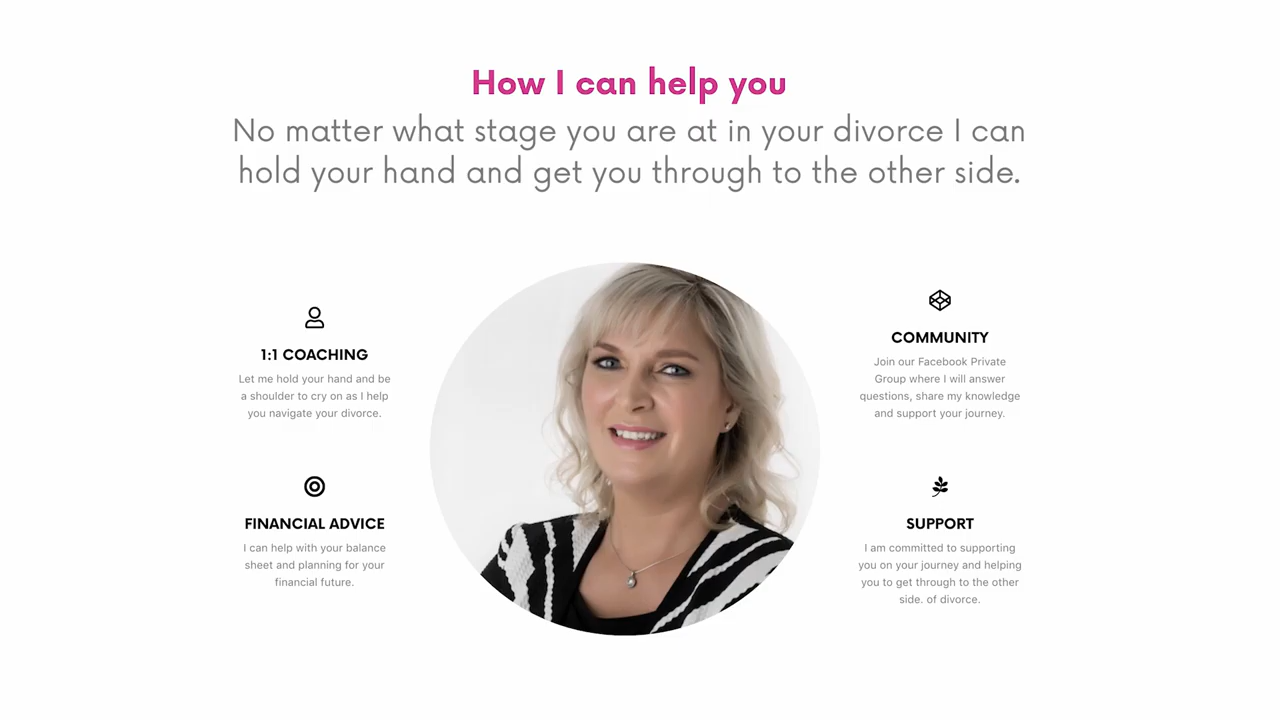 How I can help you
No matter what stage you are at in your divorce I can
hold your hand and get you through to the other side.
1:1 COACHING
Let me hold your hand and be
a shoulder to cry on as I help
you navigate your divorce.
FINANCIAL ADVICE
I can help with your balance
sheet and planning for your
financial future.
COMMUNITY
Join our Facebook Private
Group where I will answer
questions, share my knowledge
and support your journey.
SUPPORT
I am committed to supporting
you on your journey and helping
you to get through to the other
side. of divorce.